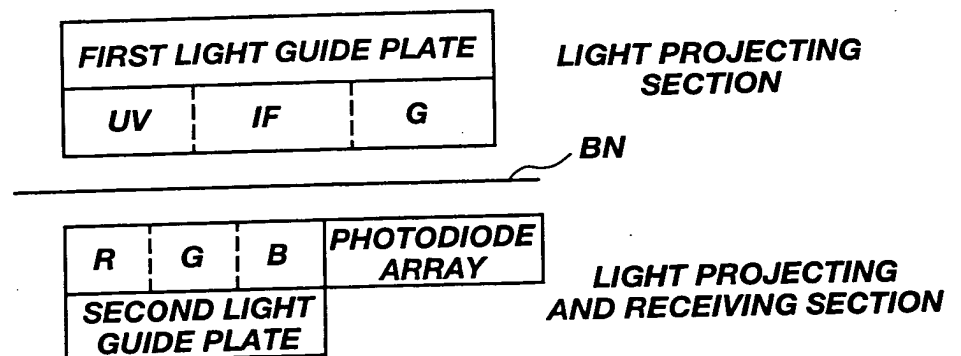 FIRST LIGHT GUIDE PLATE
LIGHT PROJECTING
SECTION
UV IF G
BN
R G B
PHOTODIODE
ARRAY
LIGHT PROJECTING
AND RECEIVING SECTION
SECOND LIGHT
GUIDE PLATE